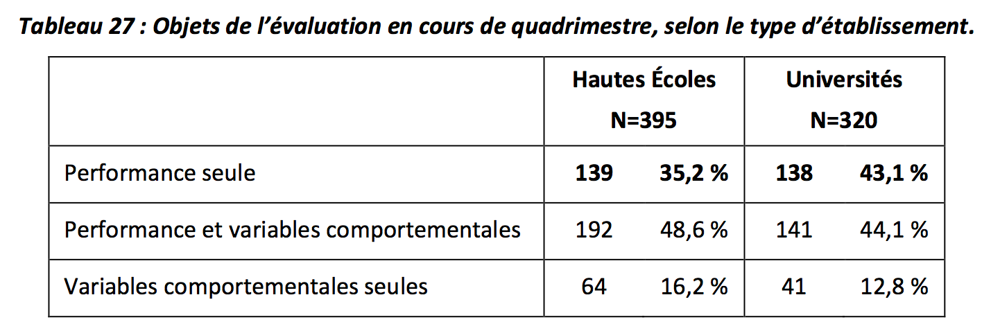 Tableau 27 : Objets de l’évaluation en cours de quadrimestre, selon le type d’établissement.
Hautes Écoles Universités
N=395 N=320
Performance seule 139 35,2 % 138 43,1 %
Performance et variables comportementales 192 48,6 % 141 44,1 %
Variables comportementales seules 64 16,2 % 41 12,8 %